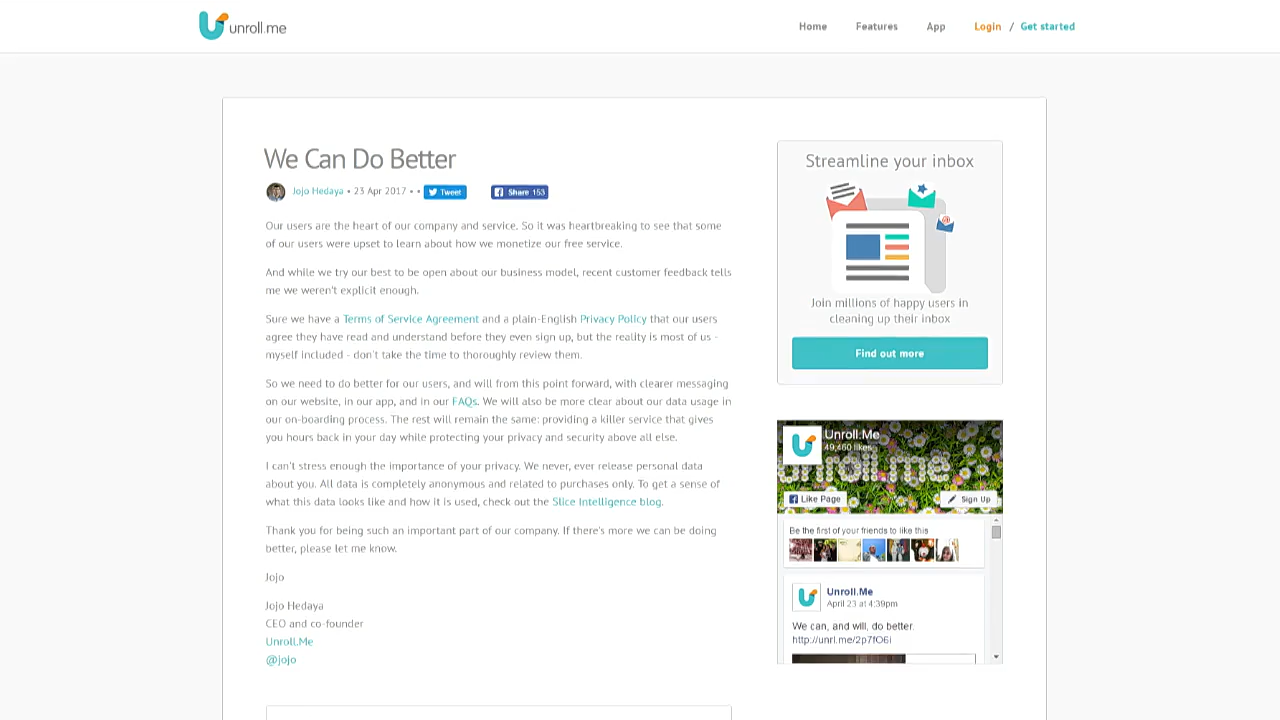 unroll.me
Home Features App Login / Get started
We Can Do Better
Jojo Hedaya • 23 Apr 2017 • • Tweet Share 153
Our users are the heart of our company and service. So it was heartbreaking to see that some
of our users were upset to learn about how we monetize our free service.
And while we try our best to be open about our business model, recent customer feedback tells
me we weren't explicit enough.
Sure we have a Terms of Service Agreement and a plain-English Privacy Policy that our users
agree they have read and understand before they even sign up, but the reality is most of us -
myself included - don't take the time to thoroughly review them.
So we need to do better for our users, and will from this point forward, with clearer messaging
on our website, in our app, and in our FAQs. We will also be more clear about our data usage in
our on-boarding process. The rest will remain the same: providing a killer service that gives
you hours back in your day while protecting your privacy and security above all else.
I can't stress enough the importance of your privacy. We never, ever release personal data
about you. All data is completely anonymous and related to purchases only. To get a sense of
what this data looks like and how it is used, check out the Slice Intelligence blog.
Thank you for being such an important part of our company. If there's more we can be doing
better, please let me know.
Jojo
Jojo Hedaya
CEO and co-founder
Unroll.Me
@jojo
Streamline your inbox
Join millions of happy users in
cleaning up their inbox
Find out more
Unroll.Me
49,460 likes
Like Page Sign Up
Be the first of your friends to like this
Unroll.Me
April 23 at 4:39pm
We can, and will, do better.
http://unrl.me/2p7fO6i